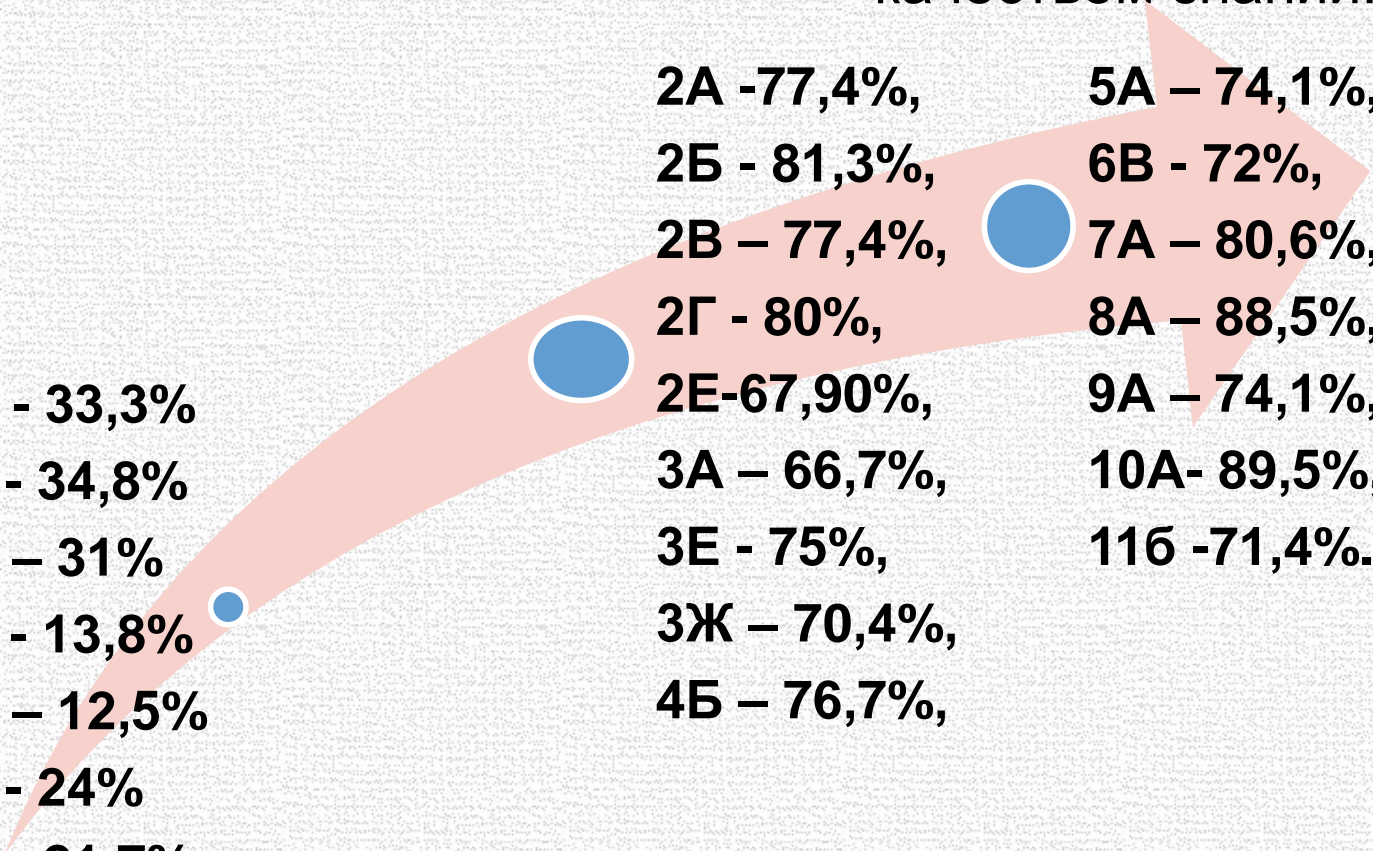 - 33,3%
- 34,8%
– 31%
- 13,8%
– 12,5%
- 24%
2А -77,4%,
2Б - 81,3%,
2В – 77,4%,
2Г - 80%,
2Е-67,90%,
3А – 66,7%,
3Е - 75%,
3Ж – 70,4%,
4Б – 76,7%,
5А – 74,1%,
6В - 72%,
7А – 80,6%,
8А – 88,5%,
9А – 74,1%,
10А- 89,5%,
11б -71,4%.